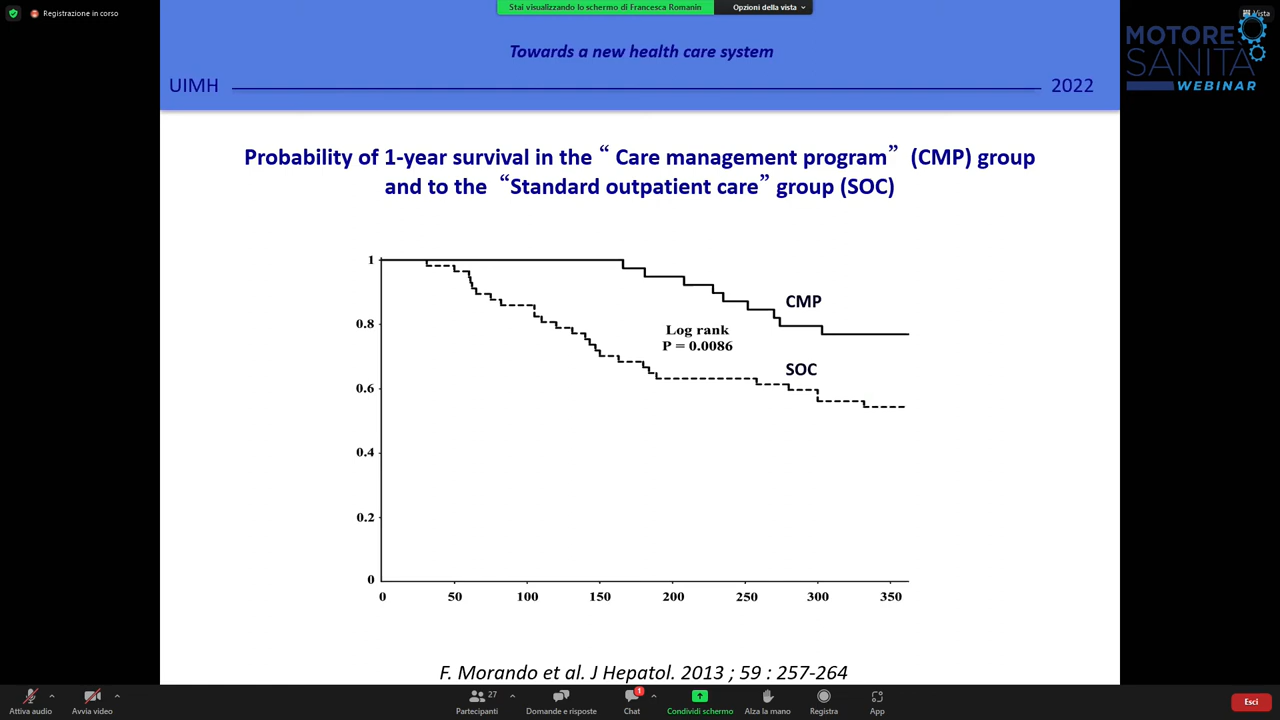 Registrazione in corso
Stai visualizzando lo schermo di Francesca Romanin
Opzioni della vista
Vista
MOTORE
SANITÀ
WEBINAR
Towards a new health care system
UIMH
2022
Probability of 1-year survival in the “ Care management program” (CMP) group
and to the “Standard outpatient care” group (SOC)
1
0.8
0.6
0.4
0.2
0
CMP
Log rank
P = 0.0086
SOC
0 50 100 150 200 250 300 350
F. Morando et al. J Hepatol. 2013 ; 59 : 257-264
Attiva audio
Avvia video
27
Partecipanti
Domande e risposte
1
Chat
Condividi schermo
Alza la mano
Registra
App
Esci